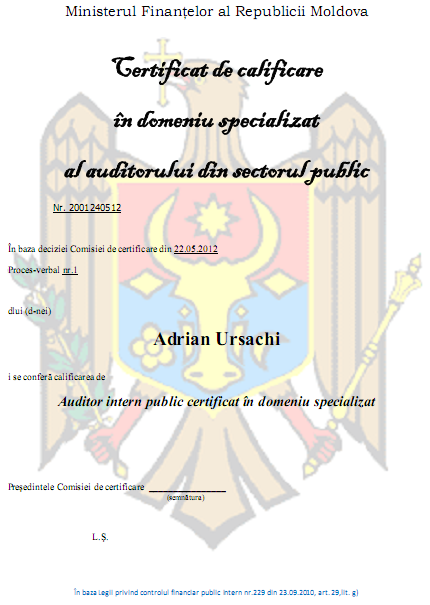 Ministerul Finanțelor al Republicii Moldova
Certificat de calificare
în domeniu specializat
al auditorului din sectorul public
Nr. 2001240512
În baza deciziei Comisiei de certificare din 22.05.2012
Proces-verbal nr.1
dlui (d-nei)
Adrian Ursachi
i se conferă calificarea de
Auditor intern public certificat în domeniu specializat
Președintele Comisiei de certificare ________________
(semnătura)
L.Ș.
În baza Legii privind controlul financiar public intern nr.229 din 23.09.2010, art. 29,lit. g)